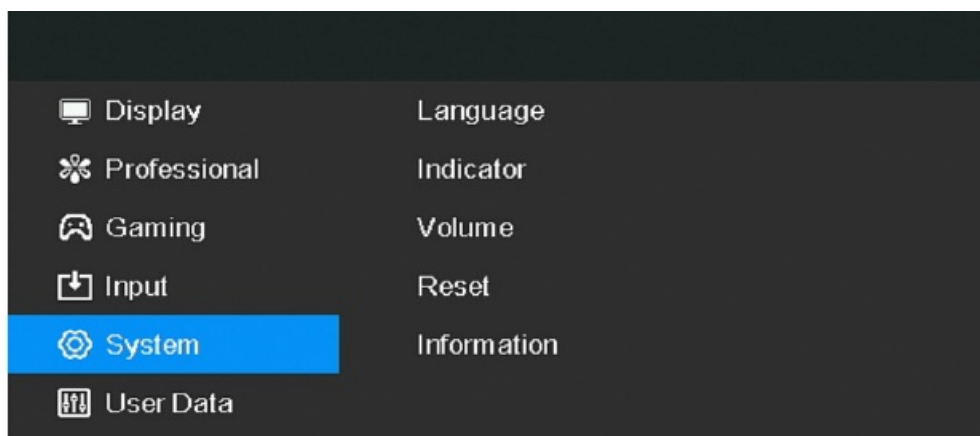 Display
Professional
Gaming
Input
System
User Data
Language
Indicator
Volume
Reset
Information